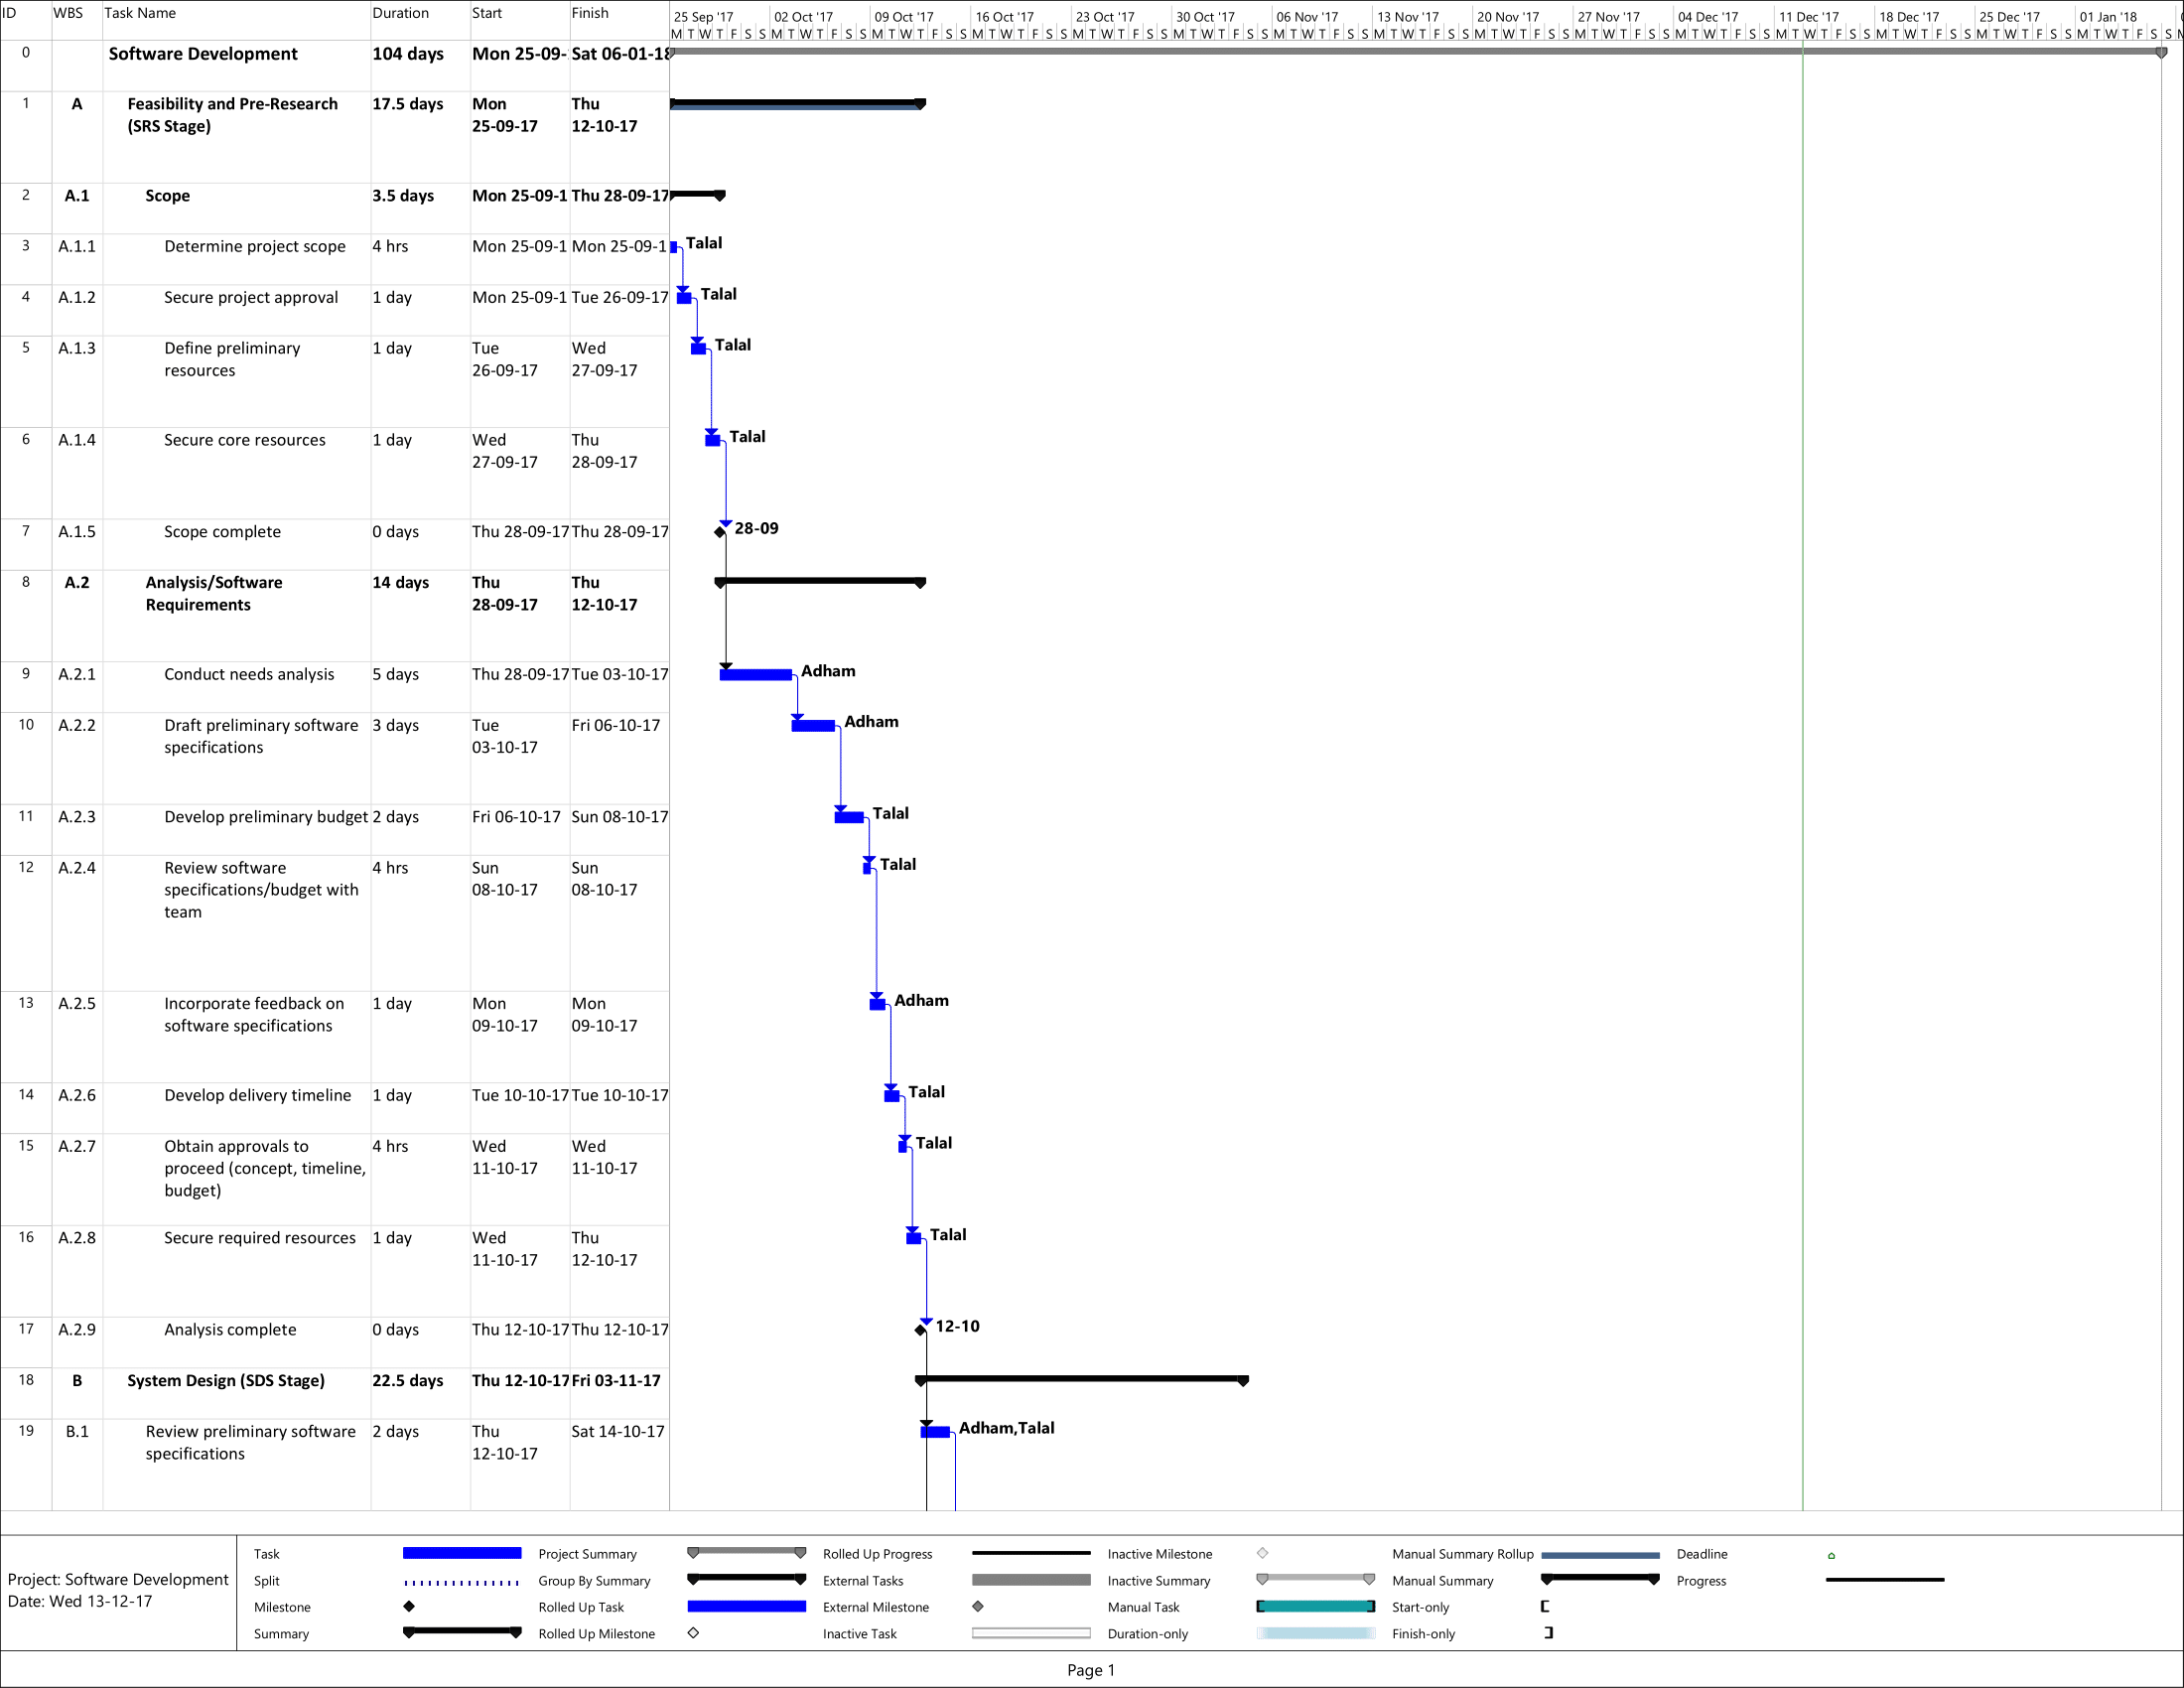 ID WBS Task Name Duration Start Finish
25 Sep '17 02 Oct '17 09 Oct '17 16 Oct '17 23 Oct '17 30 Oct '17 06 Nov '17 13 Nov '17 20 Nov '17 27 Nov '17 04 Dec '17 11 Dec '17 18 Dec '17 25 Dec '17 01 Jan '18
M T W T F S S M T W T F S S M T W T F S S M T W T F S S M T W T F S S M T W T F S S M T W T F S S M T W T F S S M T W T F S S M T W T F S S M T W T F S S M T W T F S S M T W T F S S M T W T F S S M T W T F S S
0 Software Development 104 days Mon 25-09- Sat 06-01-18
1 A Feasibility and Pre-Research 17.5 days Mon Thu
(SRS Stage) 25-09-17 12-10-17
2 A.1 Scope 3.5 days Mon 25-09-1 Thu 28-09-17
3 A.1.1 Determine project scope 4 hrs Mon 25-09-1 Mon 25-09-1 Talal
4 A.1.2 Secure project approval 1 day Mon 25-09-1 Tue 26-09-17 Talal
5 A.1.3 Define preliminary 1 day Tue Wed Talal
resources 26-09-17 27-09-17
6 A.1.4 Secure core resources 1 day Wed Thu Talal
27-09-17 28-09-17
7 A.1.5 Scope complete 0 days Thu 28-09-17 Thu 28-09-17 28-09
8 A.2 Analysis/Software 14 days Thu Thu
Requirements 28-09-17 12-10-17
9 A.2.1 Conduct needs analysis 5 days Thu 28-09-17 Tue 03-10-17 Adham
10 A.2.2 Draft preliminary software 3 days Tue Fri 06-10-17 Adham
specifications 03-10-17
11 A.2.3 Develop preliminary budget 2 days Fri 06-10-17 Sun 08-10-17 Talal
12 A.2.4 Review software 4 hrs Sun Sun Talal
specifications/budget with 08-10-17 08-10-17
team
13 A.2.5 Incorporate feedback on 1 day Mon Mon Adham
software specifications 09-10-17 09-10-17
14 A.2.6 Develop delivery timeline 1 day Tue 10-10-17 Tue 10-10-17 Talal
15 A.2.7 Obtain approvals to 4 hrs Wed Wed Talal
proceed (concept, timeline, 11-10-17 11-10-17
budget)
16 A.2.8 Secure required resources 1 day Wed Thu Talal
11-10-17 12-10-17
17 A.2.9 Analysis complete 0 days Thu 12-10-17 Thu 12-10-17 12-10
18 B System Design (SDS Stage) 22.5 days Thu 12-10-17 Fri 03-11-17
19 B.1 Review preliminary software 2 days Thu Sat 14-10-17 Adham,Talal
specifications 12-10-17
Project: Software Development
Date: Wed 13-12-17
Task Project Summary Rolled Up Progress Inactive Milestone Manual Summary Rollup Deadline
Split Group By Summary External Tasks Inactive Summary Manual Summary Progress
Milestone Rolled Up Task External Milestone Manual Task Start-only
Summary Rolled Up Milestone Inactive Task Duration-only Finish-only
Page 1